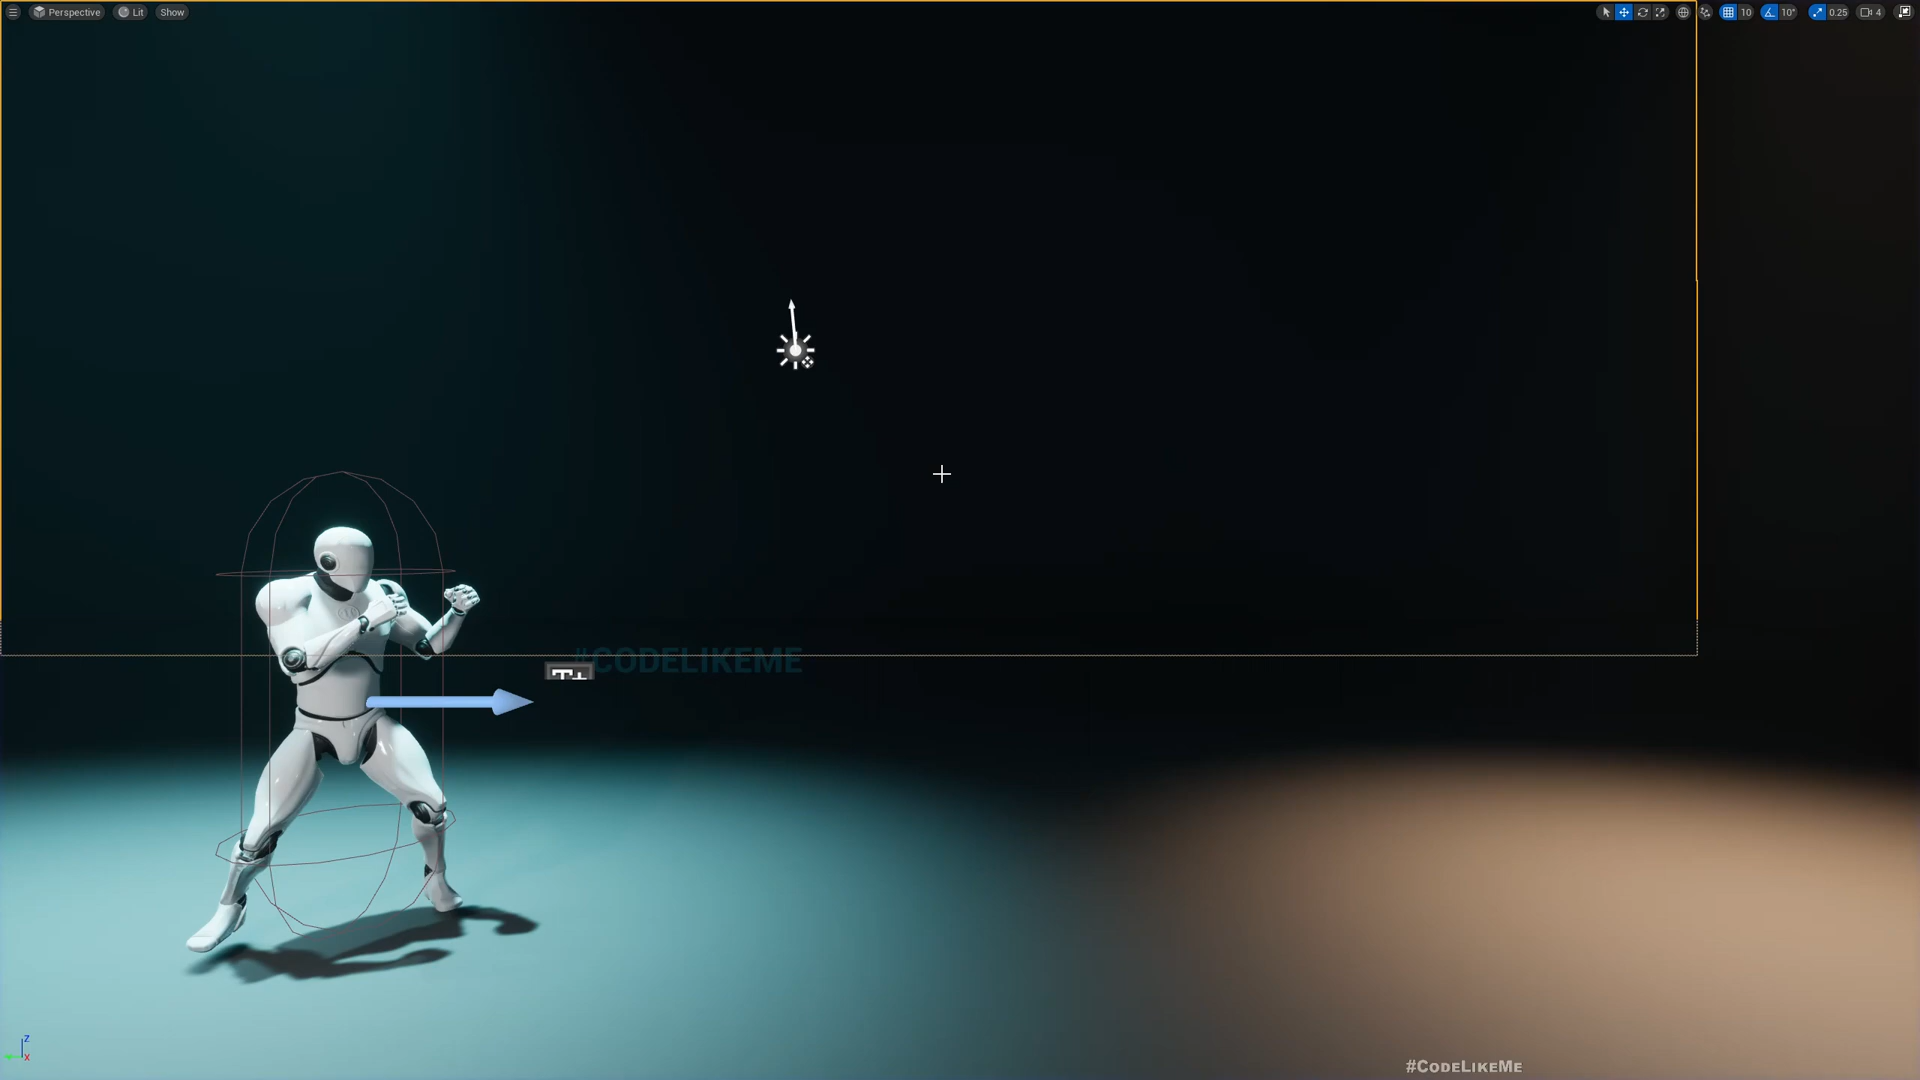 Perspective Lit Show 10 10° 0.25 4
#CODELIKEME
T+
Z
X
#CODELIKEME